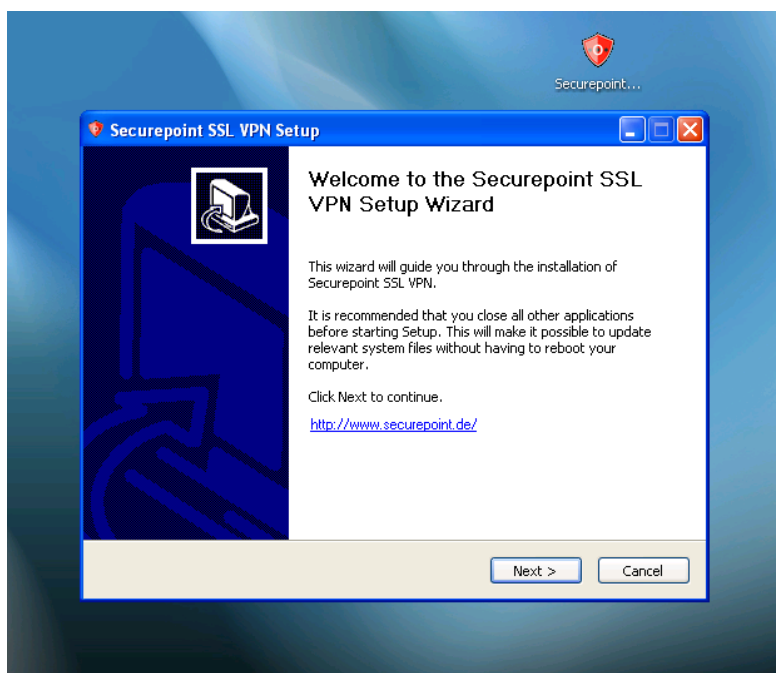 Securepoint...
Securepoint SSL VPN Setup
Welcome to the Securepoint SSL
VPN Setup Wizard
This wizard will guide you through the installation of
Securepoint SSL VPN.
It is recommended that you close all other applications
before starting Setup. This will make it possible to update
relevant system files without having to reboot your
computer.
Click Next to continue.
http://www.securepoint.de/
Next >
Cancel